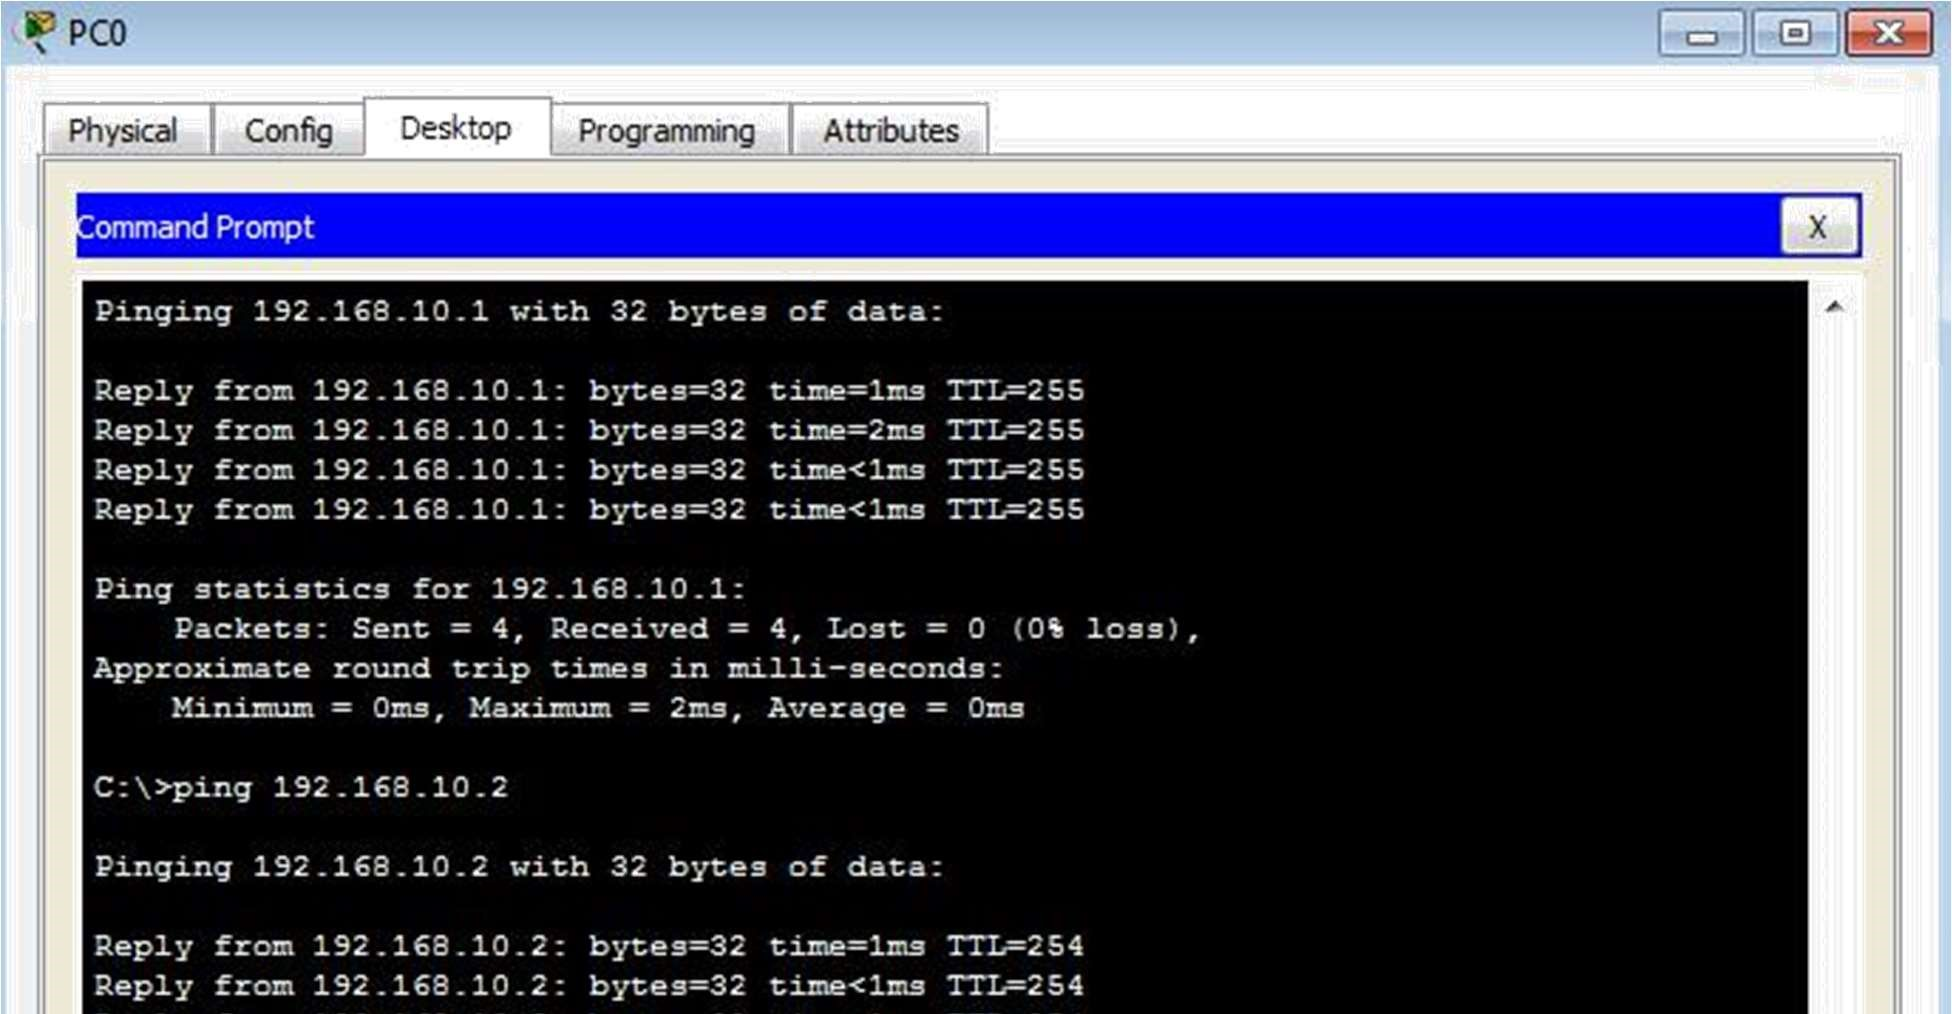 PC0
Physical Config Desktop Programming Attributes
Command Prompt X
Pinging 192.168.10.1 with 32 bytes of data:
Reply from 192.168.10.1: bytes=32 time=1ms TTL=255
Reply from 192.168.10.1: bytes=32 time=2ms TTL=255
Reply from 192.168.10.1: bytes=32 time<1ms TTL=255
Reply from 192.168.10.1: bytes=32 time<1ms TTL=255
Ping statistics for 192.168.10.1:
Packets: Sent = 4, Received = 4, Lost = 0 (0% loss),
Approximate round trip times in milli-seconds:
Minimum = 0ms, Maximum = 2ms, Average = 0ms
C:\>ping 192.168.10.2
Pinging 192.168.10.2 with 32 bytes of data:
Reply from 192.168.10.2: bytes=32 time=1ms TTL=254
Reply from 192.168.10.2: bytes=32 time<1ms TTL=254